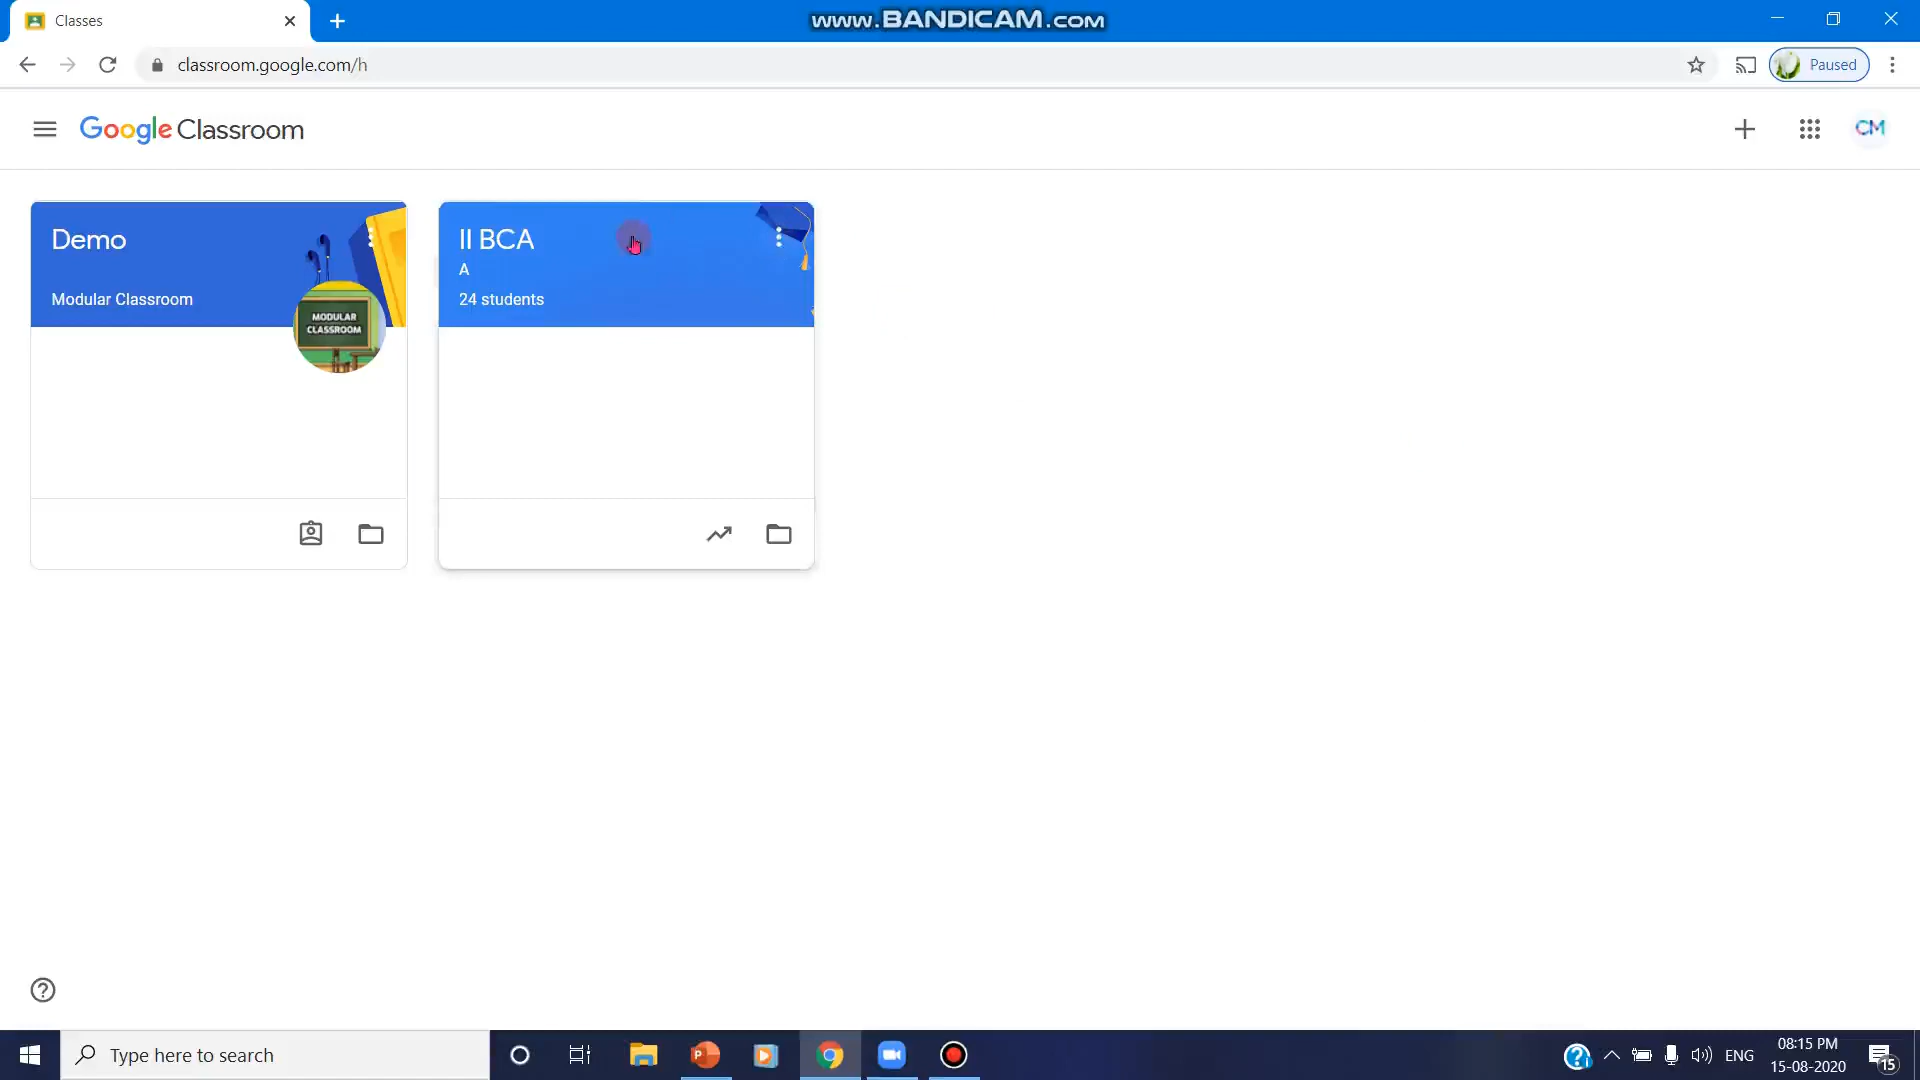 Classes
www.BANDICAM.com
classroom.google.com/h
Paused
Google Classroom
CM
Demo
Modular Classroom
MODULAR
CLASSROOM
II BCA
A
24 students
Type here to search
ENG
08:15 PM
15-08-2020
15